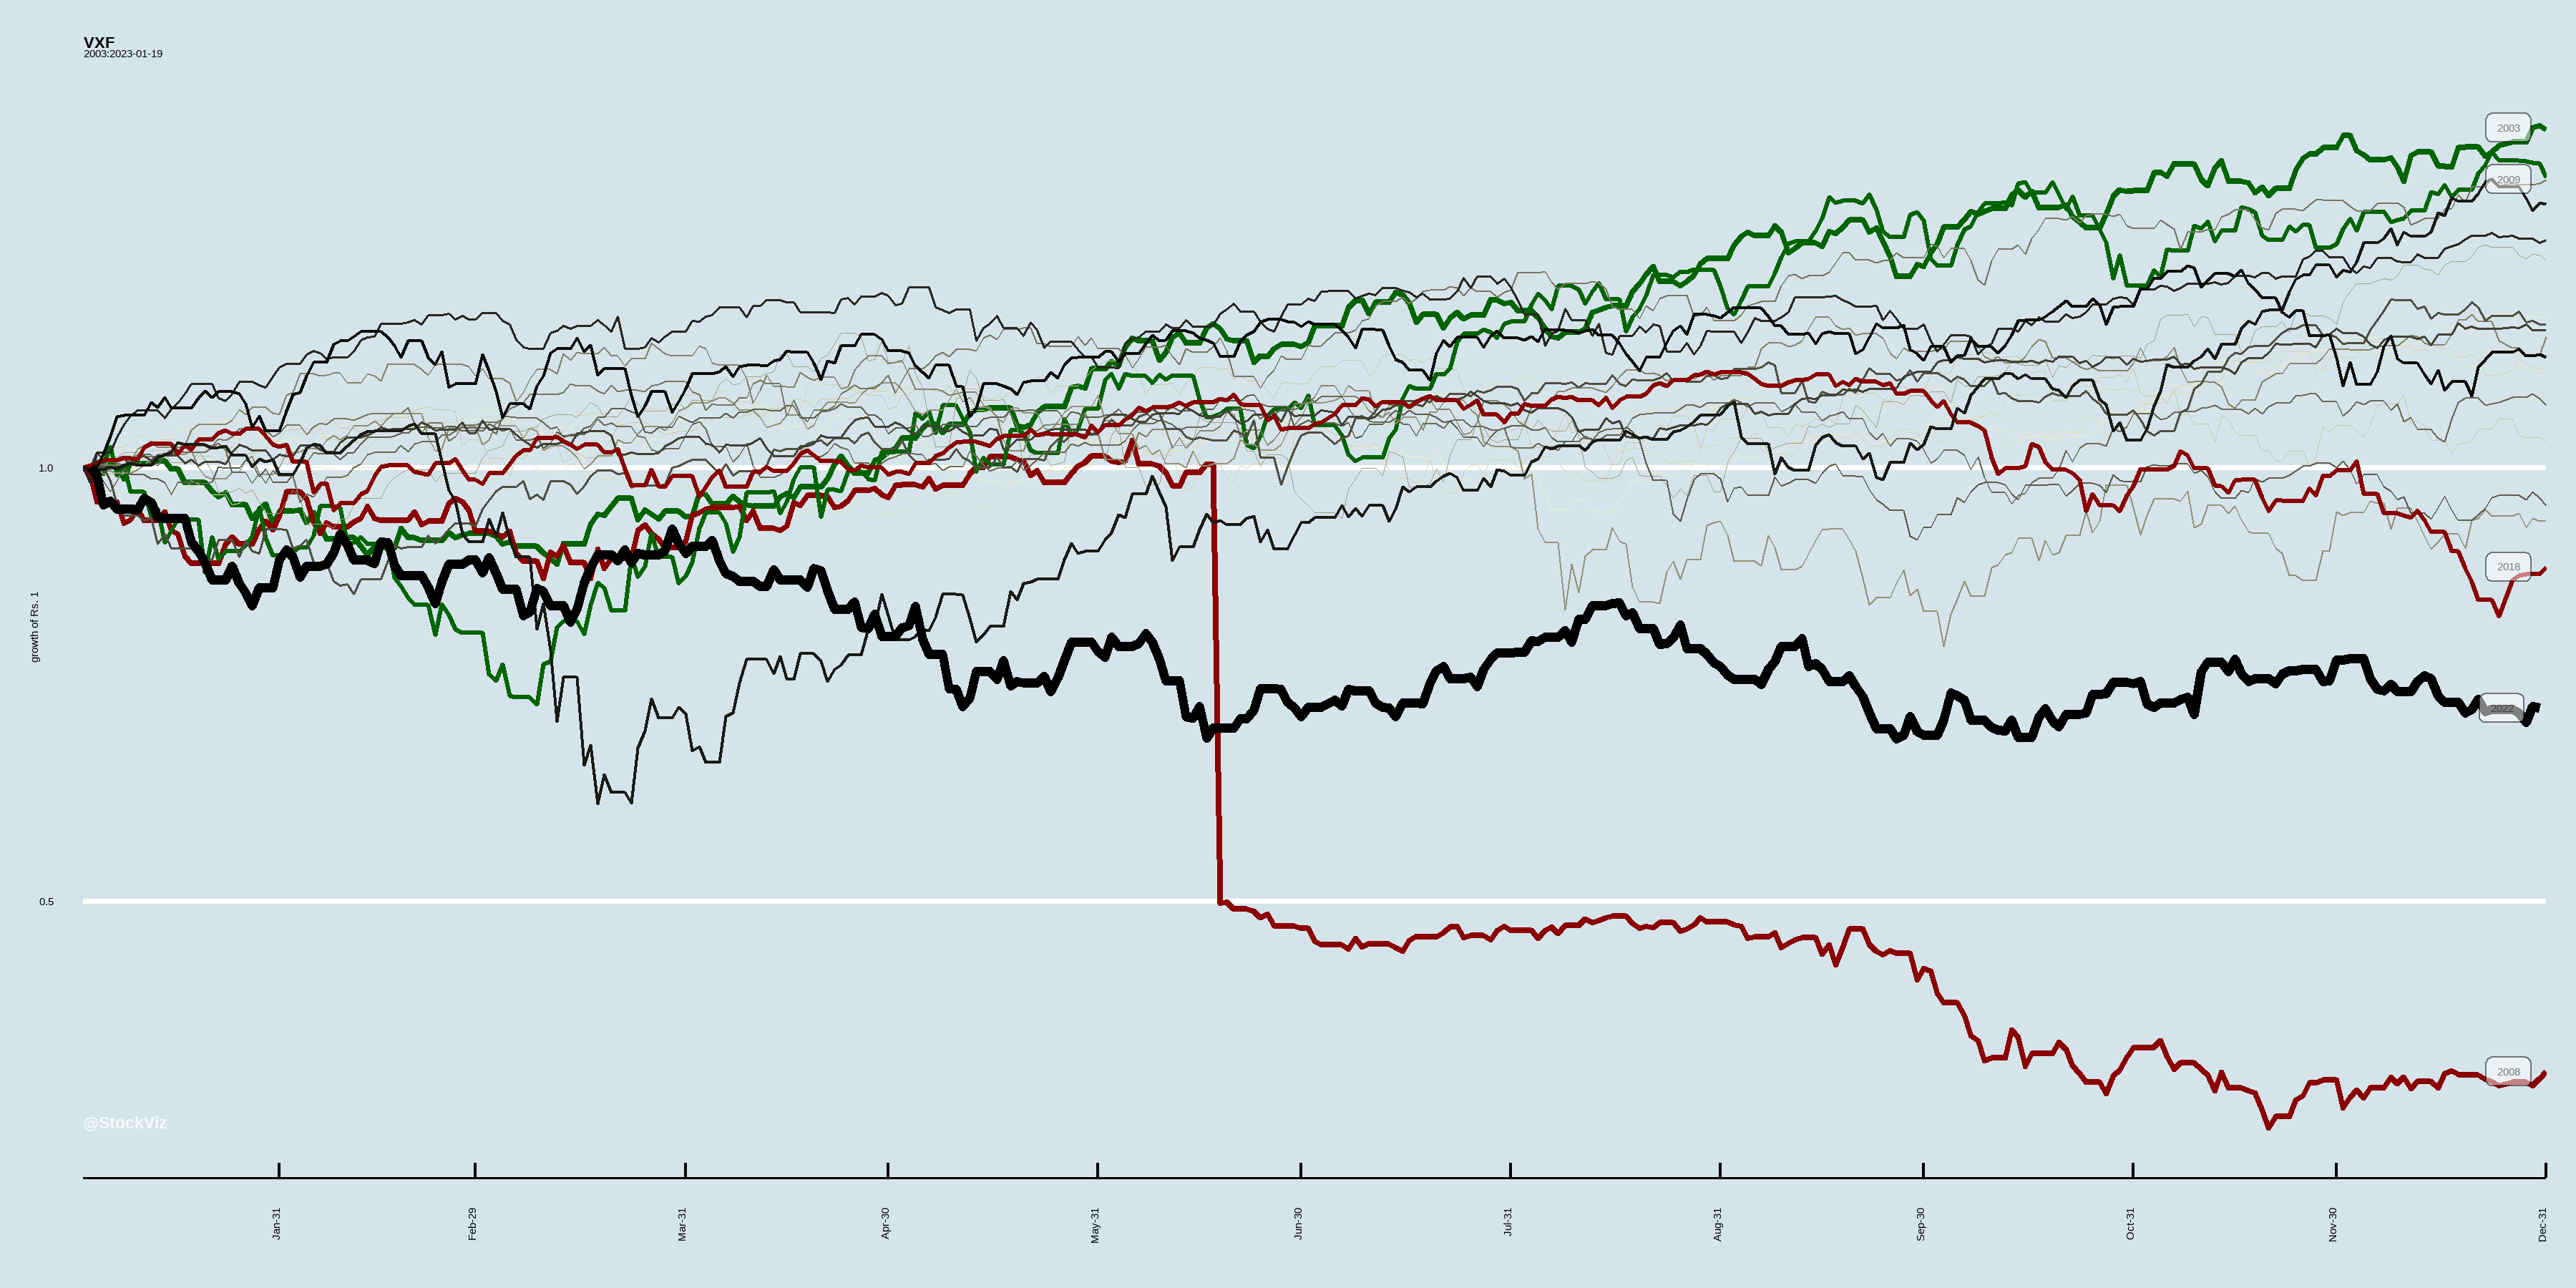 VXF
2003:2023-01-19
2003
2009
1.0
2018
growth of Rs. 1
2022
0.5
2008
@StockViz
Jan-31
Feb-29
Mar-31
Apr-30
May-31
Jun-30
Jul-31
Aug-31
Sep-30
Oct-31
Nov-30
Dec-31